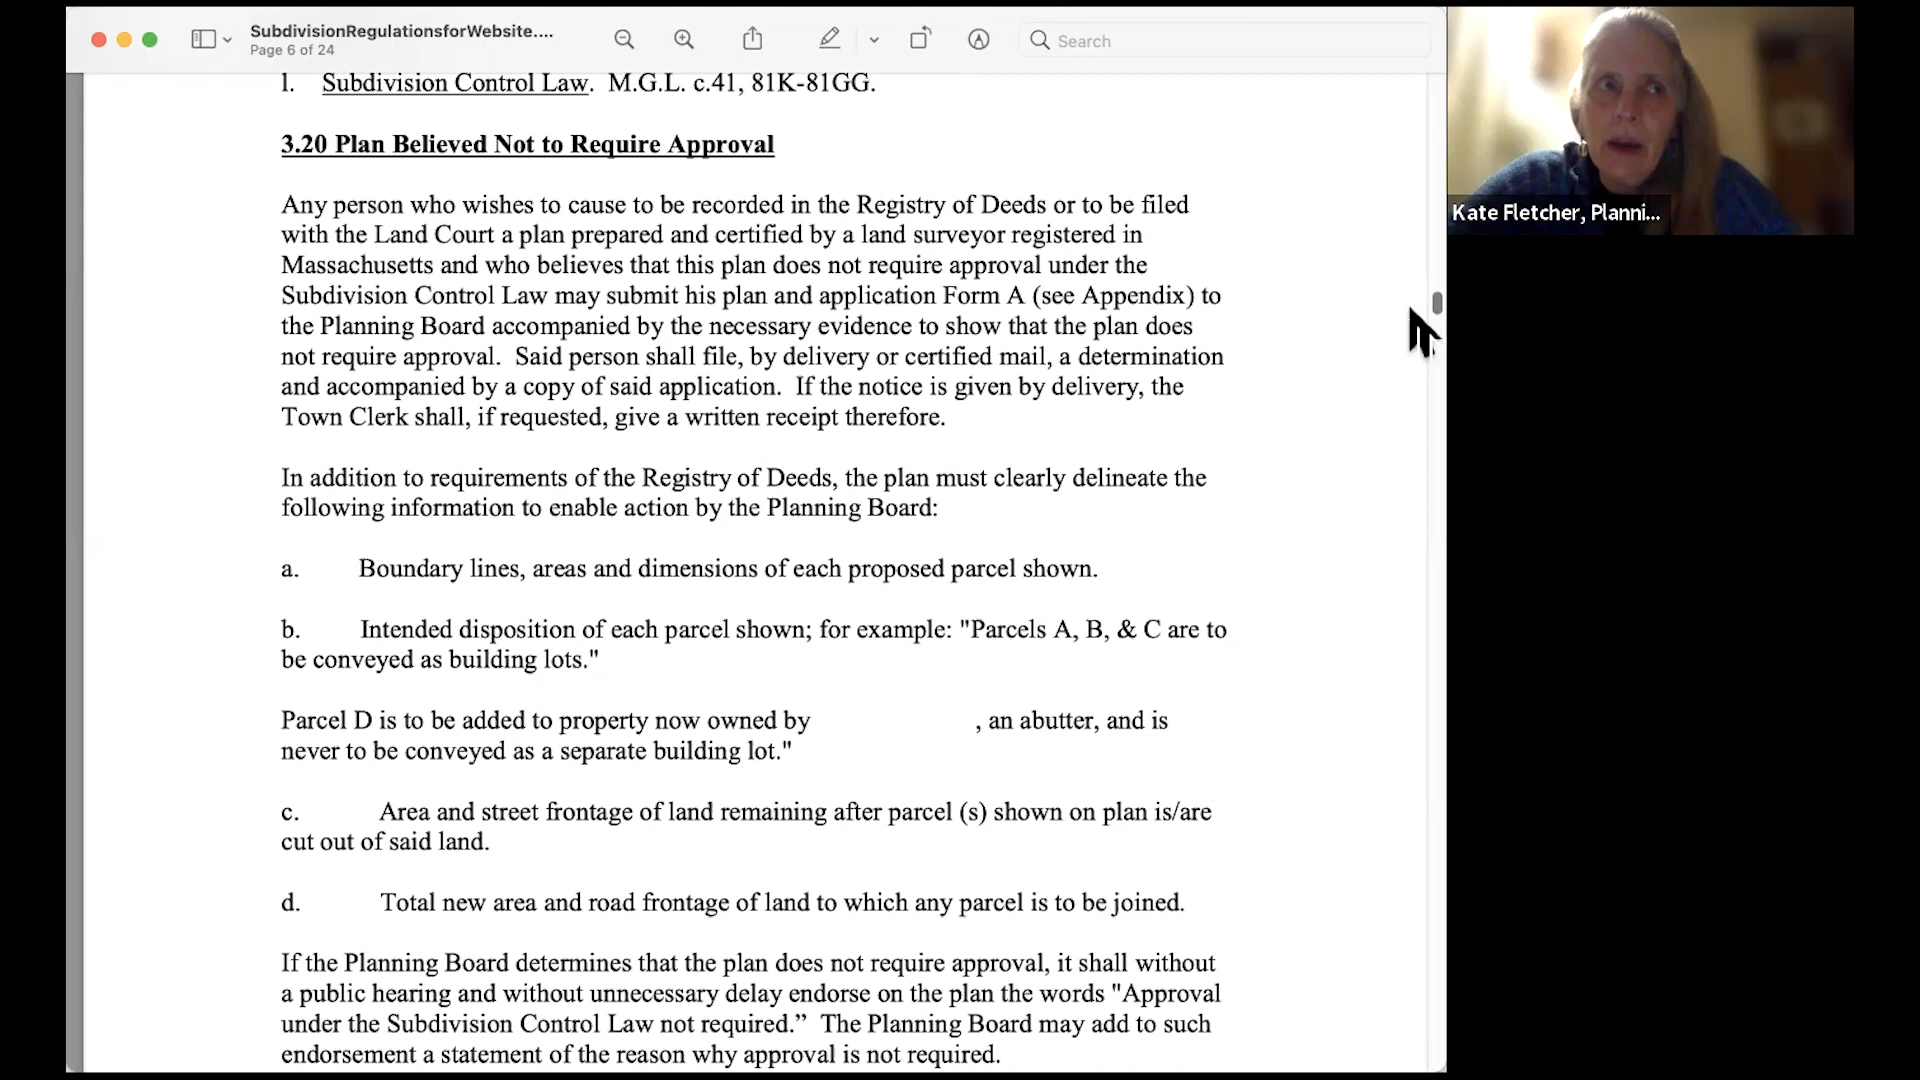 SubdivisionRegulationsforWebsite....
Page 6 of 24
Search
l. Subdivision Control Law. M.G.L. c.41, 81K-81GG.
3.20 Plan Believed Not to Require Approval
Any person who wishes to cause to be recorded in the Registry of Deeds or to be filed
with the Land Court a plan prepared and certified by a land surveyor registered in
Massachusetts and who believes that this plan does not require approval under the
Subdivision Control Law may submit his plan and application Form A (see Appendix) to
the Planning Board accompanied by the necessary evidence to show that the plan does
not require approval. Said person shall file, by delivery or certified mail, a determination
and accompanied by a copy of said application. If the notice is given by delivery, the
Town Clerk shall, if requested, give a written receipt therefore.
In addition to requirements of the Registry of Deeds, the plan must clearly delineate the
following information to enable action by the Planning Board:
a. Boundary lines, areas and dimensions of each proposed parcel shown.
b. Intended disposition of each parcel shown; for example: "Parcels A, B, & C are to
be conveyed as building lots."
Parcel D is to be added to property now owned by , an abutter, and is
never to be conveyed as a separate building lot."
c. Area and street frontage of land remaining after parcel (s) shown on plan is/are
cut out of said land.
d. Total new area and road frontage of land to which any parcel is to be joined.
If the Planning Board determines that the plan does not require approval, it shall without
a public hearing and without unnecessary delay endorse on the plan the words "Approval
under the Subdivision Control Law not required.” The Planning Board may add to such
endorsement a statement of the reason why approval is not required.
Kate Fletcher, Planni...